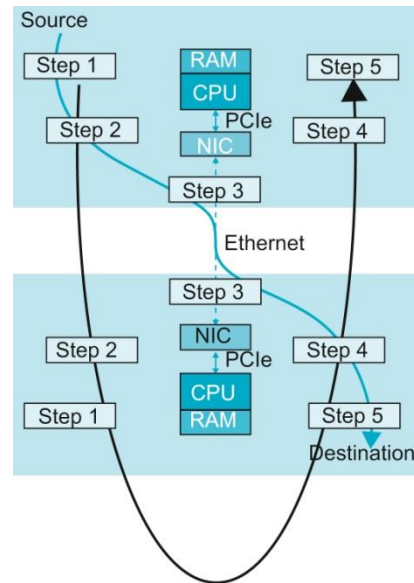 Source
Step 1
RAM
Step 5
CPU
Step 2
PCIe
Step 4
NIC
Step 3
Ethernet
Step 3
NIC
Step 2
Step 4
PCIe
CPU
Step 1
Step 5
RAM
Destination